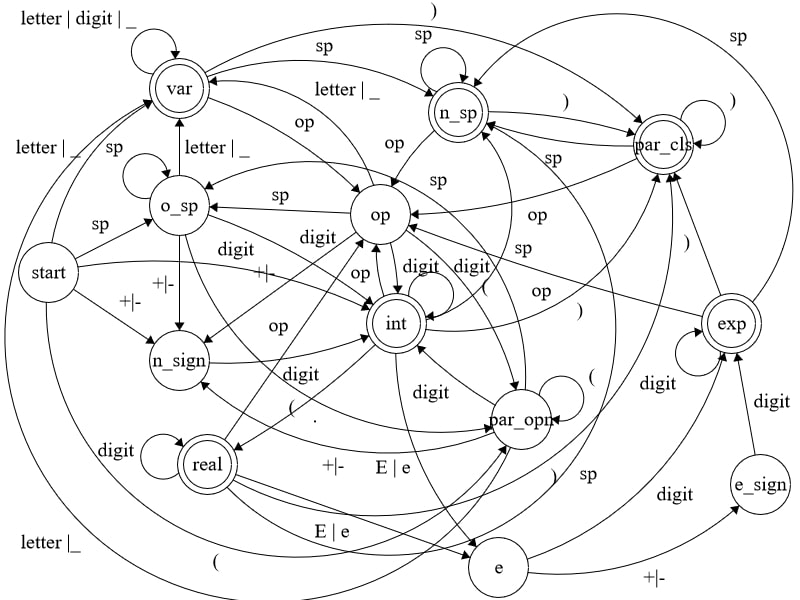 )
letter | digit | _
sp
sp
sp
var
letter | _
n_sp
)
)
op
op
par_cls
letter | _
sp
letter | _
sp
sp
o_sp
sp
op
op
sp
digit
digit
sp
)
start
+|-
op
digit
digit
+|-
(
op
)
+|-
op
int
exp
n_sign
digit
digit
digit
(
digit
(
.
par_opn
digit
real
+|-
E | e
)
sp
e_sign
digit
E | e
letter |_
(
e
+|-